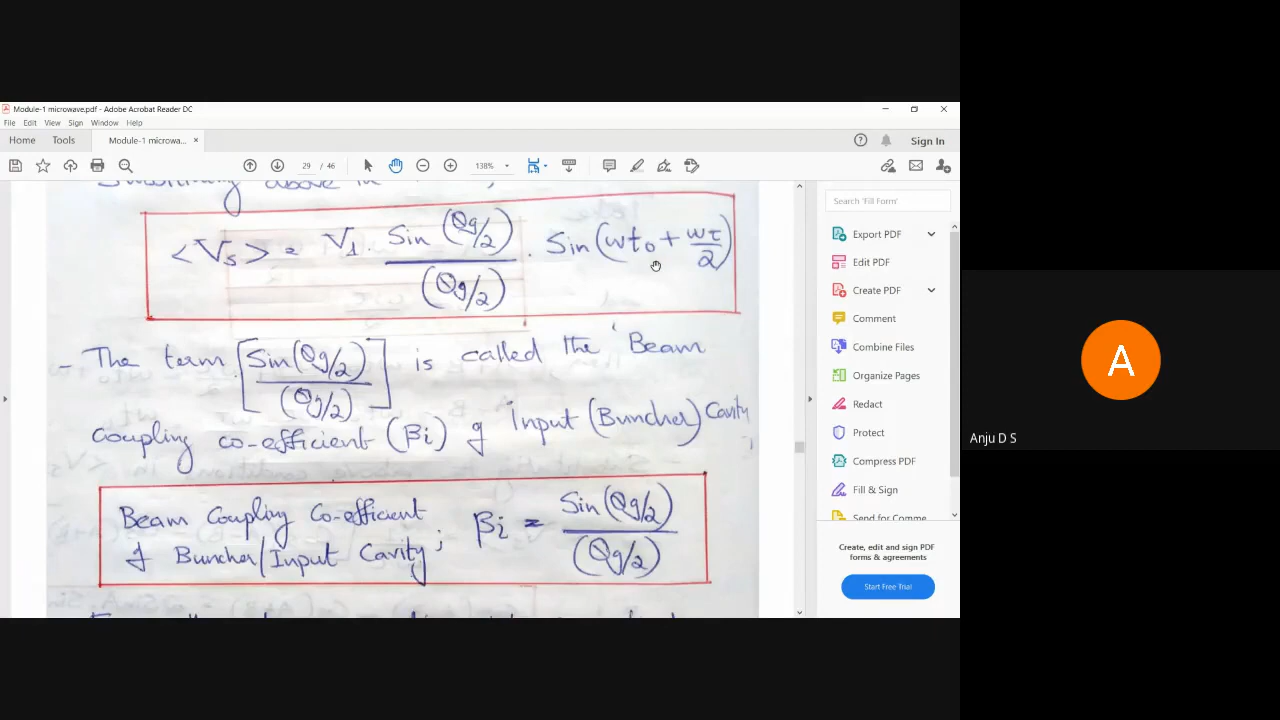 Module-1 microwave.pdf - Adobe Acrobat Reader DC
File Edit View Sign Window Help
Home Tools Module-1 microwa... × Sign In
29 / 46 138%
above in
<Vs> = V1 . Sin (θg/2) / (θg/2) . Sin (ωt0 + ωτ/2)
- The term [Sin(θg/2) / (θg/2)] is called the 'Beam
Coupling co-efficient (βi) of Input (Buncher) Cavity,
Beam Coupling Co-efficient
of Buncher/Input Cavity ; βi = Sin (θg/2) / (θg/2)
Search 'Fill Form'
Export PDF
Edit PDF
Create PDF
Comment
Combine Files
Organize Pages
Redact
Protect
Compress PDF
Fill & Sign
Send for Comme
Create, edit and sign PDF
forms & agreements
Start Free Trial
A
Anju D S